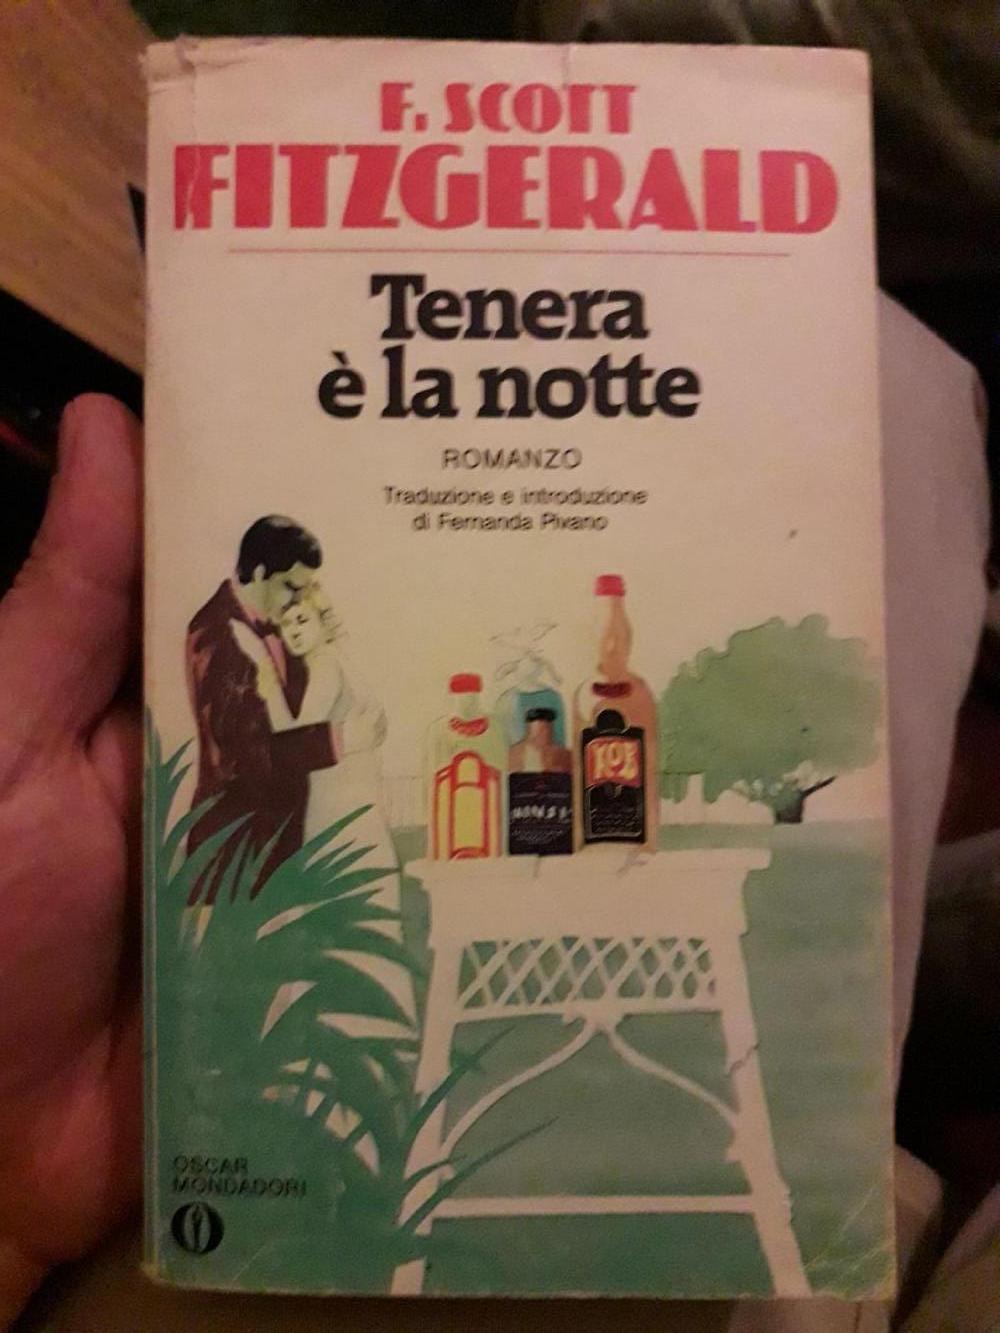 F. SCOTT
FITZGERALD
Tenera
è la notte
ROMANZO
Traduzione e introduzione
di Fernanda Pivano
OSCAR
MONDADORI